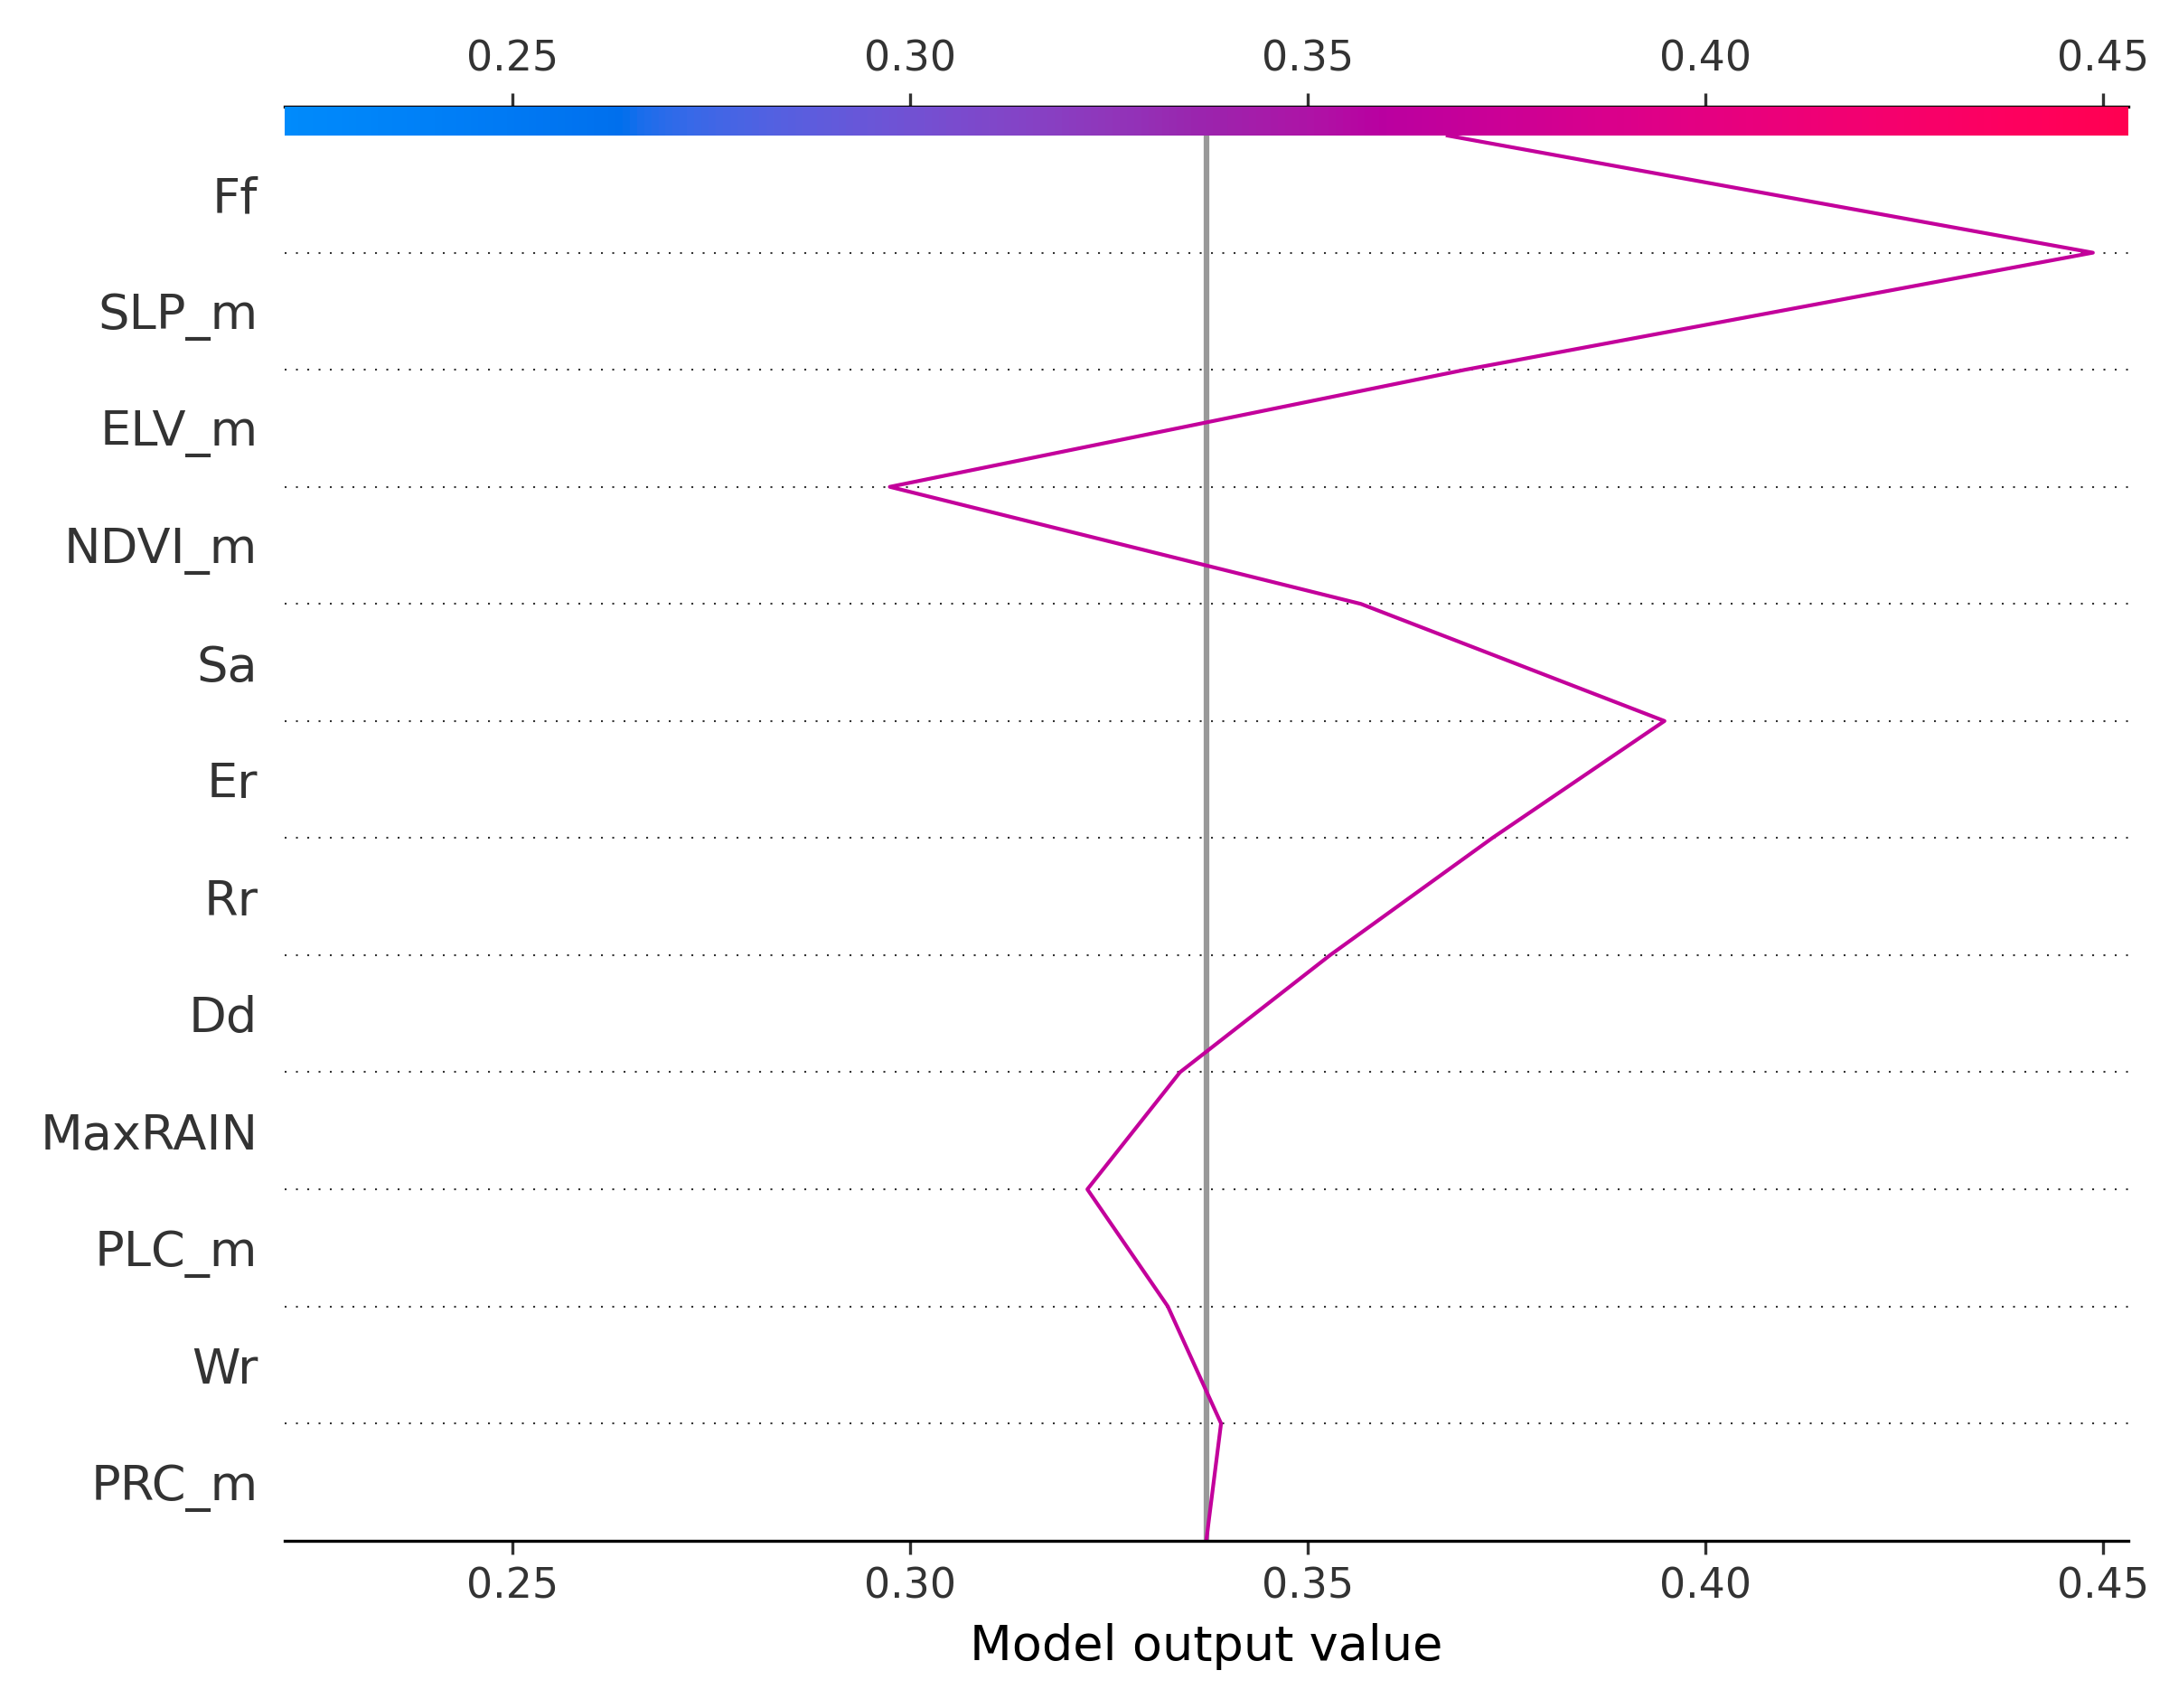 0.25 0.30 0.35 0.40 0.45
Ff
SLP_m
ELV_m
NDVI_m
Sa
Er
Rr
Dd
MaxRAIN
PLC_m
Wr
PRC_m
0.25 0.30 0.35 0.40 0.45
Model output value